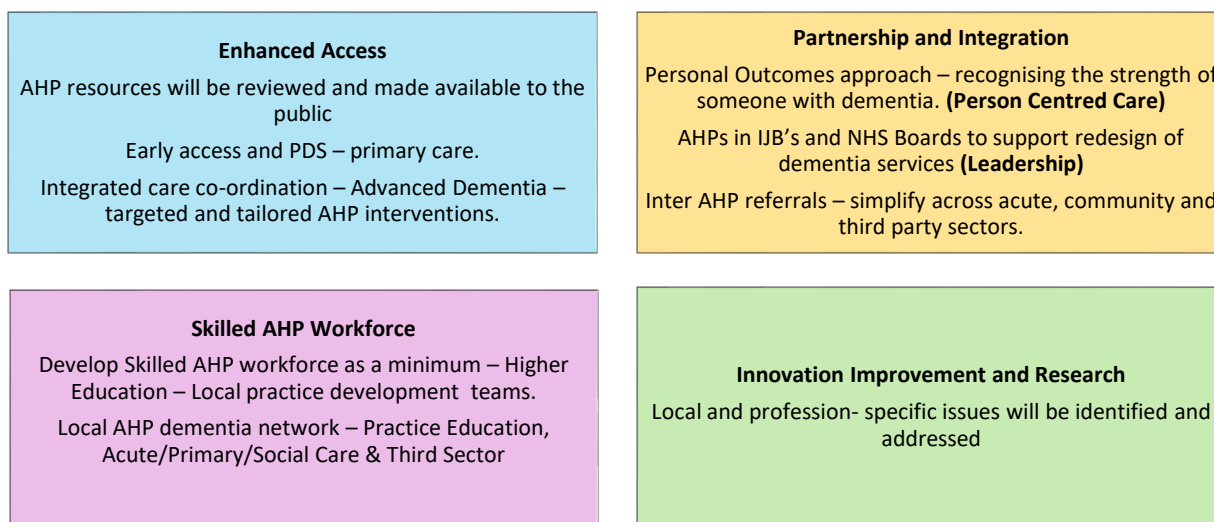 Enhanced Access
AHP resources will be reviewed and made available to the
public
Early access and PDS – primary care.
Integrated care co-ordination – Advanced Dementia –
targeted and tailored AHP interventions.
Partnership and Integration
Personal Outcomes approach – recognising the strength of
someone with dementia. (Person Centred Care)
AHPs in IJB's and NHS Boards to support redesign of
dementia services (Leadership)
Inter AHP referrals – simplify across acute, community and
third party sectors.
Skilled AHP Workforce
Develop Skilled AHP workforce as a minimum – Higher
Education – Local practice development  teams.
Local AHP dementia network – Practice Education,
Acute/Primary/Social Care & Third Sector
Innovation Improvement and Research
Local and profession- specific issues will be identified and
addressed